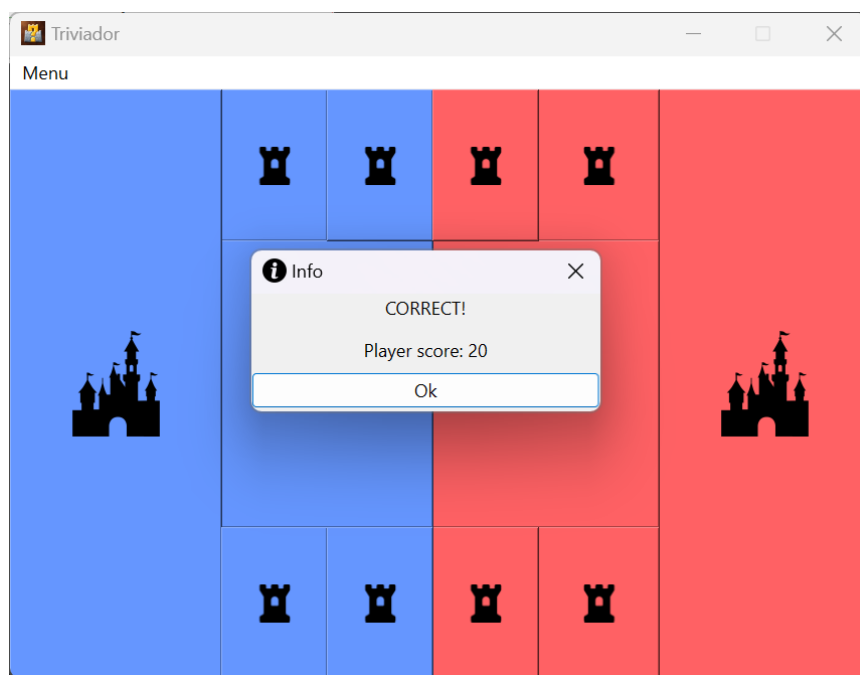 Triviador
Menu
Info
CORRECT!
Player score: 20
Ok